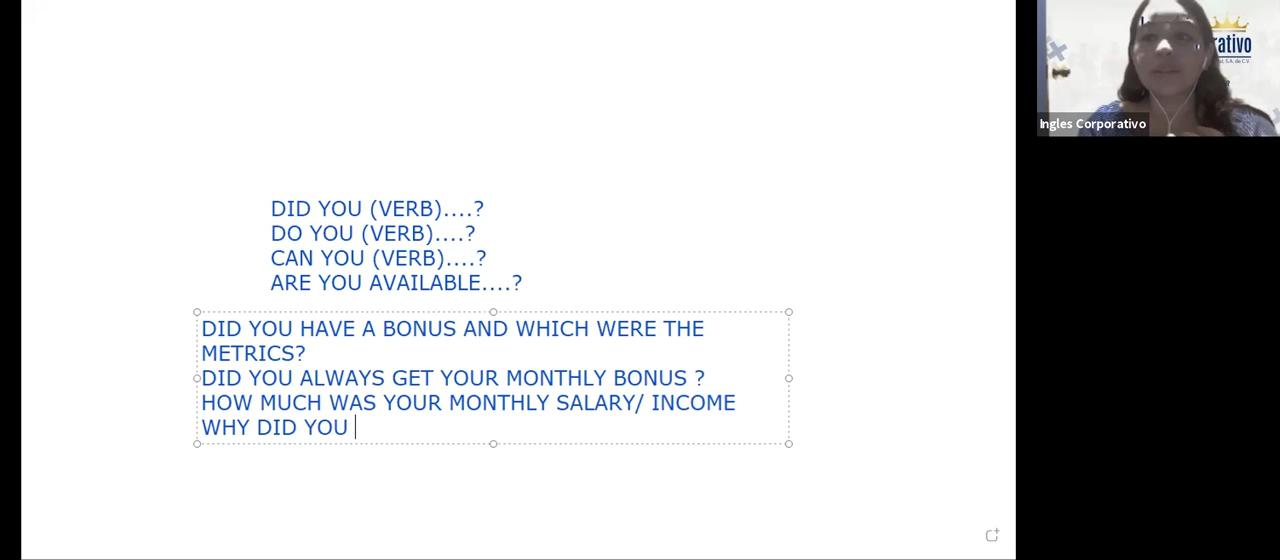 DID YOU (VERB)....?
DO YOU (VERB)....?
CAN YOU (VERB)....?
ARE YOU AVAILABLE....?
DID YOU HAVE A BONUS AND WHICH WERE THE
METRICS?
DID YOU ALWAYS GET YOUR MONTHLY BONUS ?
HOW MUCH WAS YOUR MONTHLY SALARY/ INCOME
WHY DID YOU
rativo
S.A. de C.V.
Ingles Corporativo